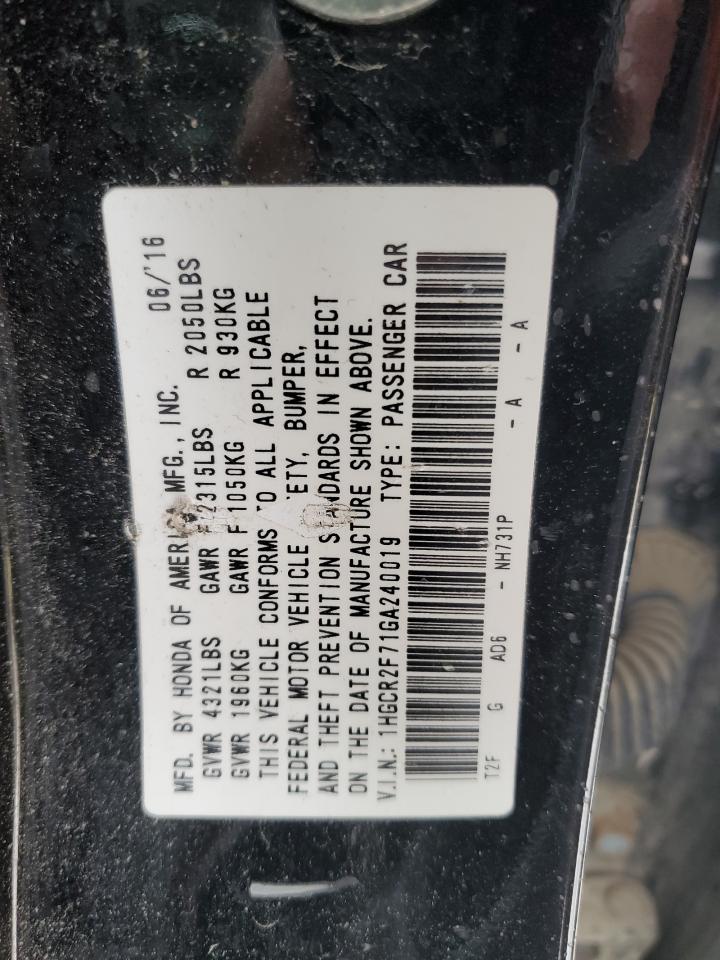 MFD. BY HONDA OF AMERI MFG., INC. 06/'16
GVWR 4321LBS GAWR F 2315LBS R 2050LBS
GVWR 1960KG GAWR F 1050KG R 930KG
THIS VEHICLE CONFORMS TO ALL APPLICABLE
FEDERAL MOTOR VEHICLE ETY, BUMPER,
AND THEFT PREVENTION STANDARDS IN EFFECT
ON THE DATE OF MANUFACTURE SHOWN ABOVE.
V.I.N.: 1HGCR2F71GA240019 TYPE: PASSENGER CAR
T2F G AD6 - NH731P - A - A